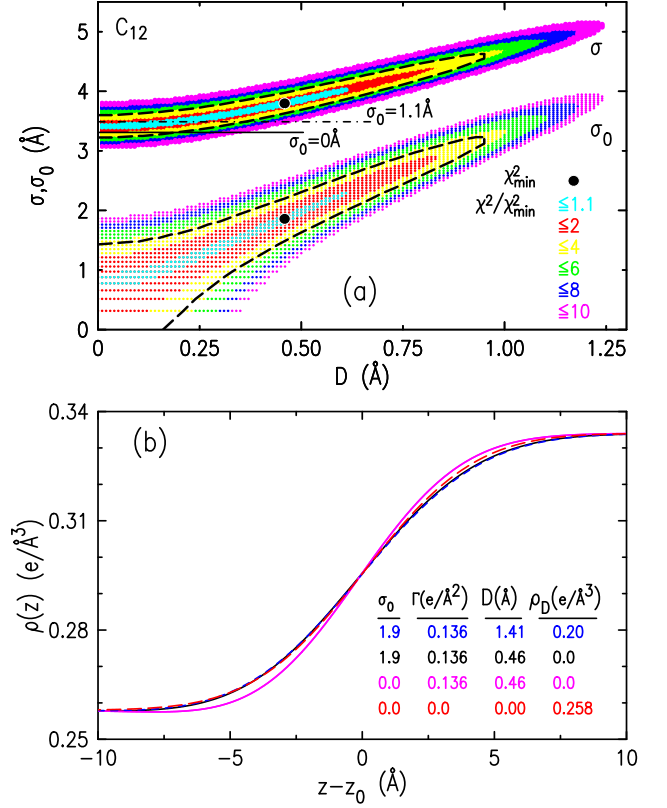 (a)
C₁₂
5
4
3
2
1
0
σ,σ₀ (Å)
σ
σ₀
σ₀=1.1Å
σ₀=0Å
χ²min
χ²/χ²min
≦1.1
≦2
≦4
≦6
≦8
≦10
(a)
0 0.25 0.50 0.75 1.00 1.25
D (Å)
0.34
0.31
0.28
0.25
ρ(z) (e/Å³)
(b)
σ₀ Γ(e/Å²) D(Å) ρD(e/Å³)
1.9 0.136 1.41 0.20
1.9 0.136 0.46 0.0
0.0 0.136 0.46 0.0
0.0 0.0 0.00 0.258
−10 −5 0 5 10
z−z₀ (Å)